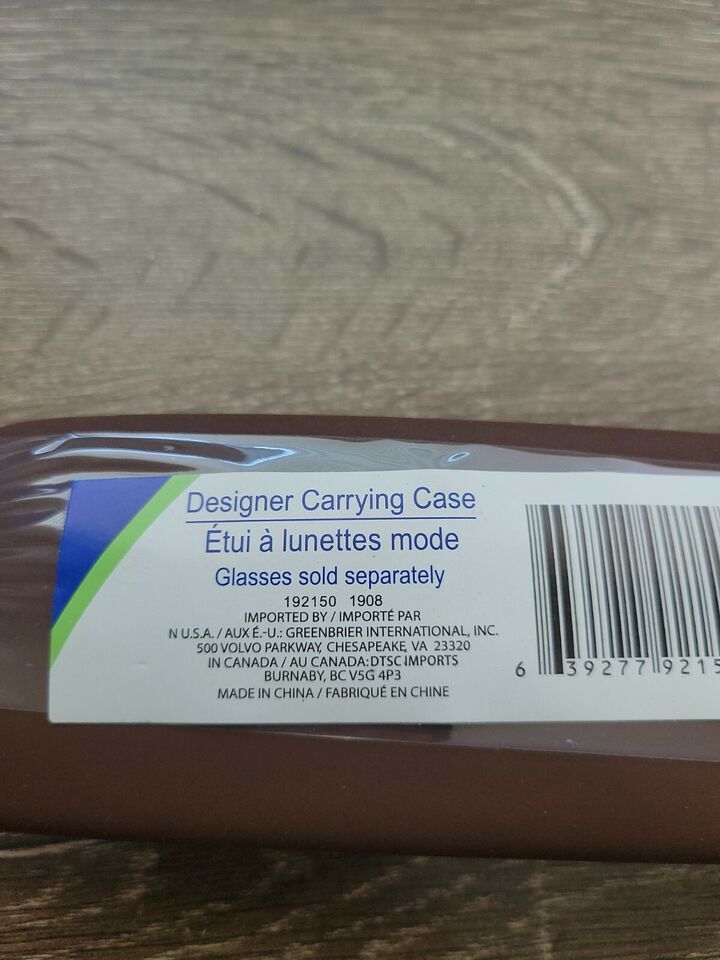 Designer Carrying Case
Étui à lunettes mode
Glasses sold separately
192150 1908
IMPORTED BY / IMPORTÉ PAR
N U.S.A. / AUX É.-U.: GREENBRIER INTERNATIONAL, INC.
500 VOLVO PARKWAY, CHESAPEAKE, VA 23320
IN CANADA / AU CANADA: DTSC IMPORTS
BURNABY, BC V5G 4P3
MADE IN CHINA / FABRIQUÉ EN CHINE
6 39277 9215